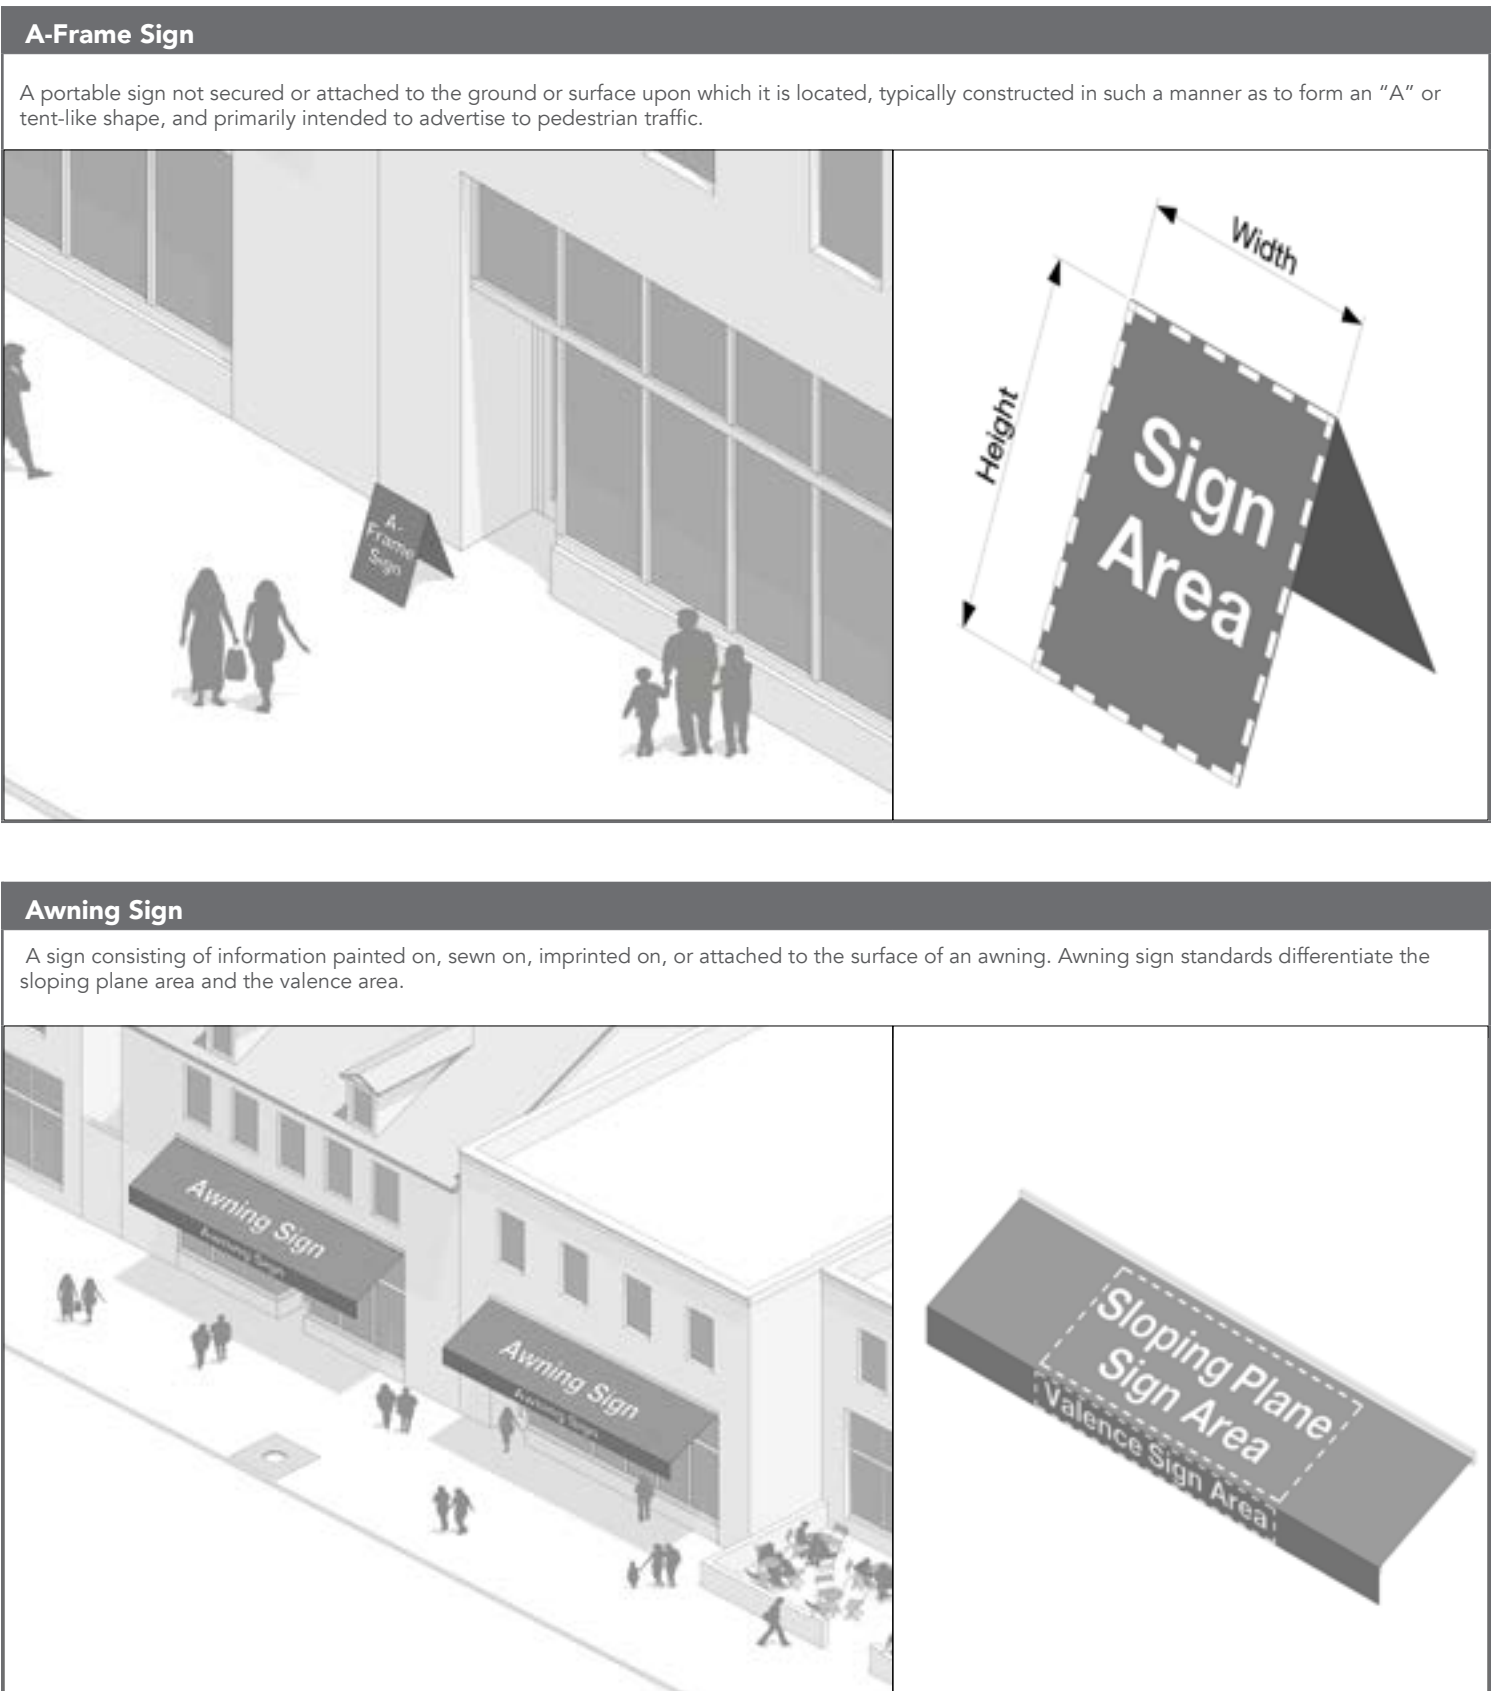 A-Frame Sign
A portable sign not secured or attached to the ground or surface upon which it is located, typically constructed in such a manner as to form an “A” or
tent-like shape, and primarily intended to advertise to pedestrian traffic.
A-
Frame
Sign
Width
Height
Sign
Area
Awning Sign
A sign consisting of information painted on, sewn on, imprinted on, or attached to the surface of an awning. Awning sign standards differentiate the
sloping plane area and the valence area.
Awning Sign
Awning Sign
Awning Sign
Awning Sign
Sloping Plane
Sign Area
Valence Sign Area